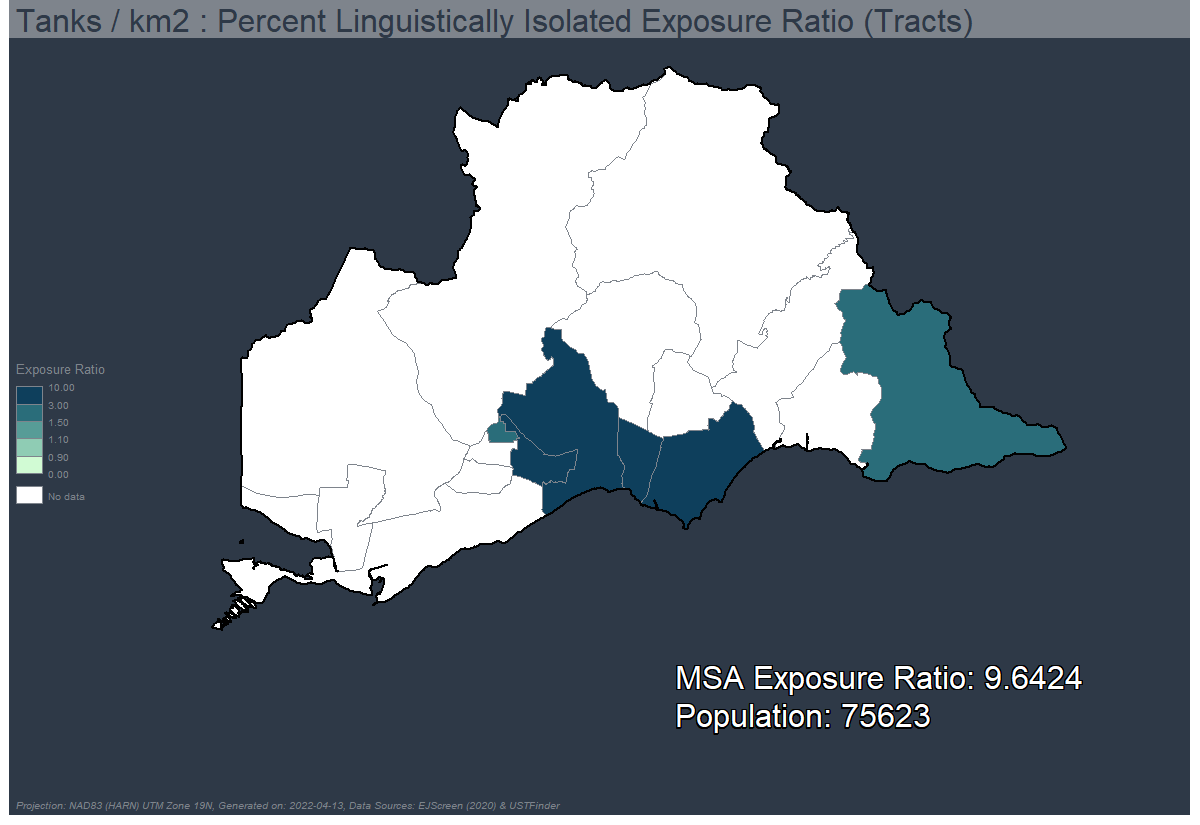 Tanks / km2 : Percent Linguistically Isolated Exposure Ratio (Tracts)
Exposure Ratio
10.00
3.00
1.50
1.10
0.90
0.00
No data
MSA Exposure Ratio: 9.6424
Population: 75623
Projection: NAD83 (HARN) UTM Zone 19N, Generated on: 2022-04-13, Data Sources: EJScreen (2020) & USTFinder